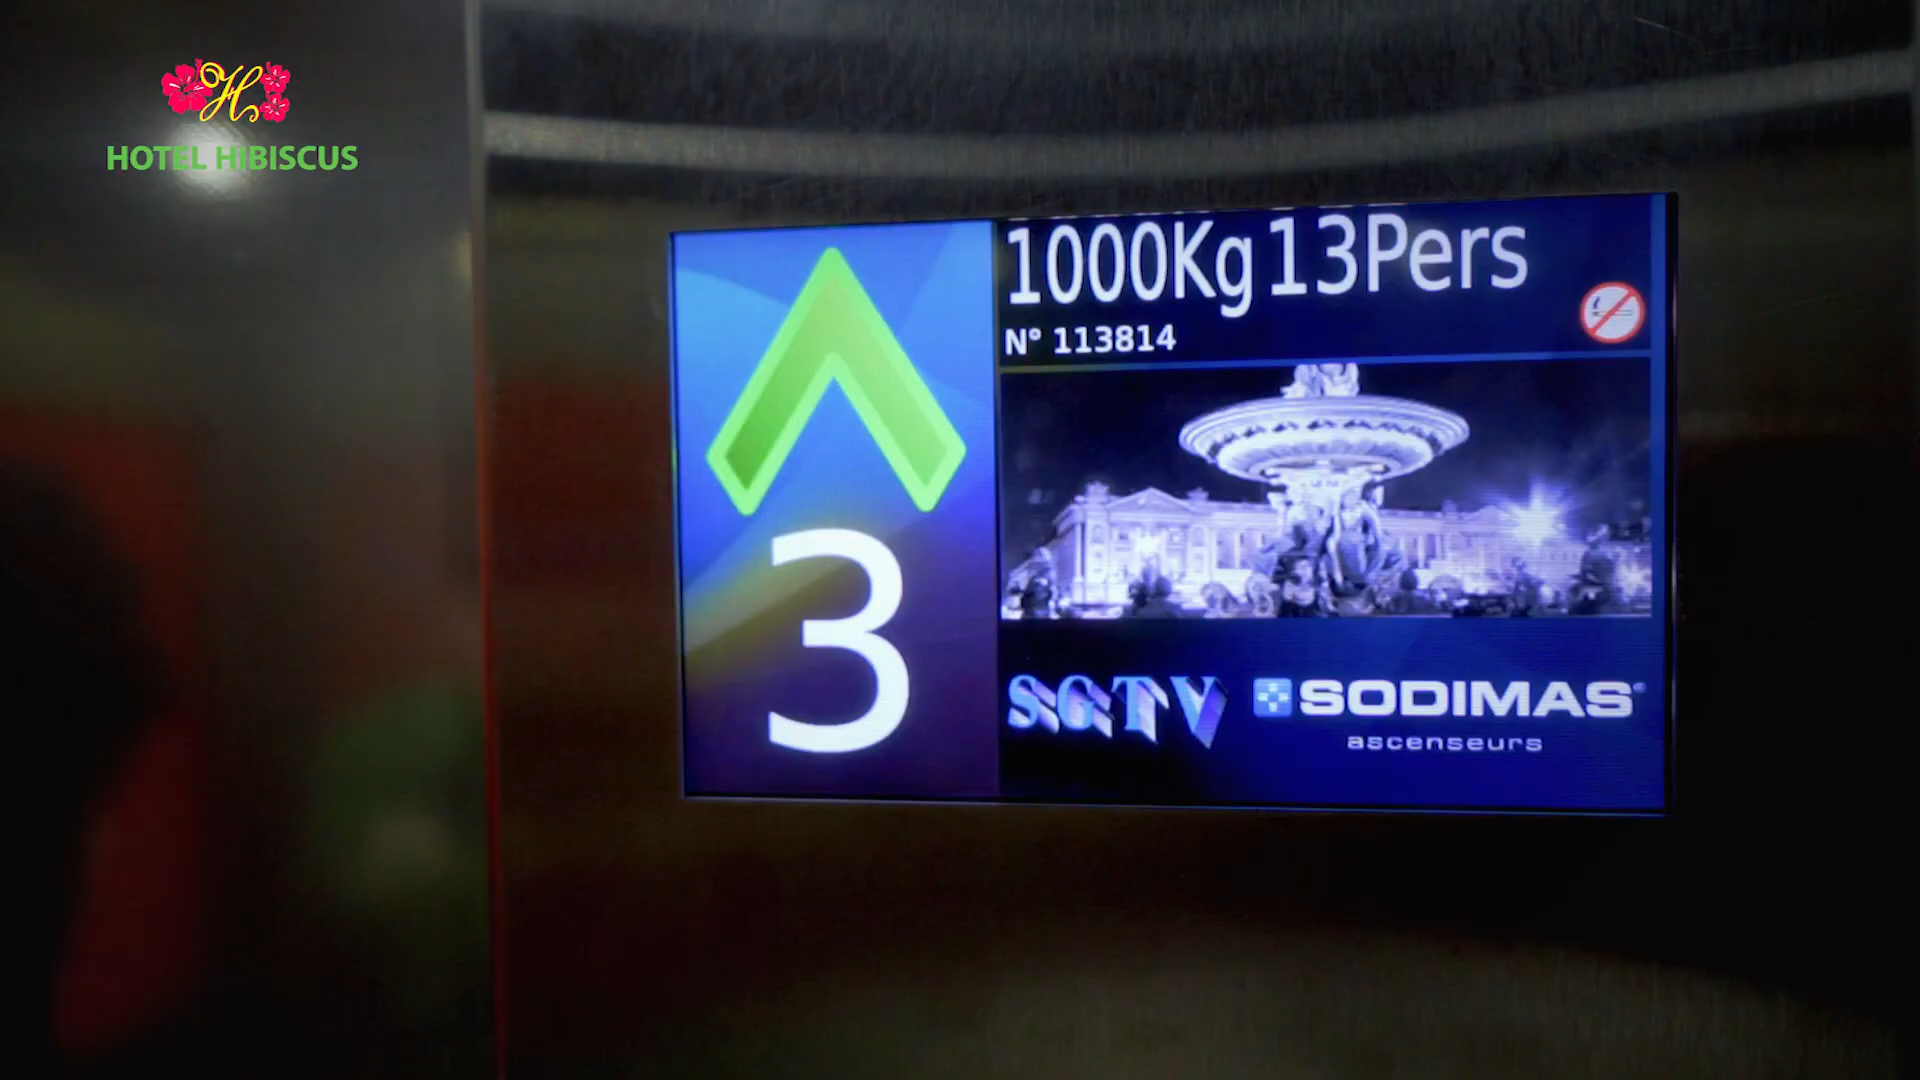 H
HOTEL HIBISCUS
1000Kg 13Pers
N° 113814
3
SGTV
SODIMAS®
ascenseurs